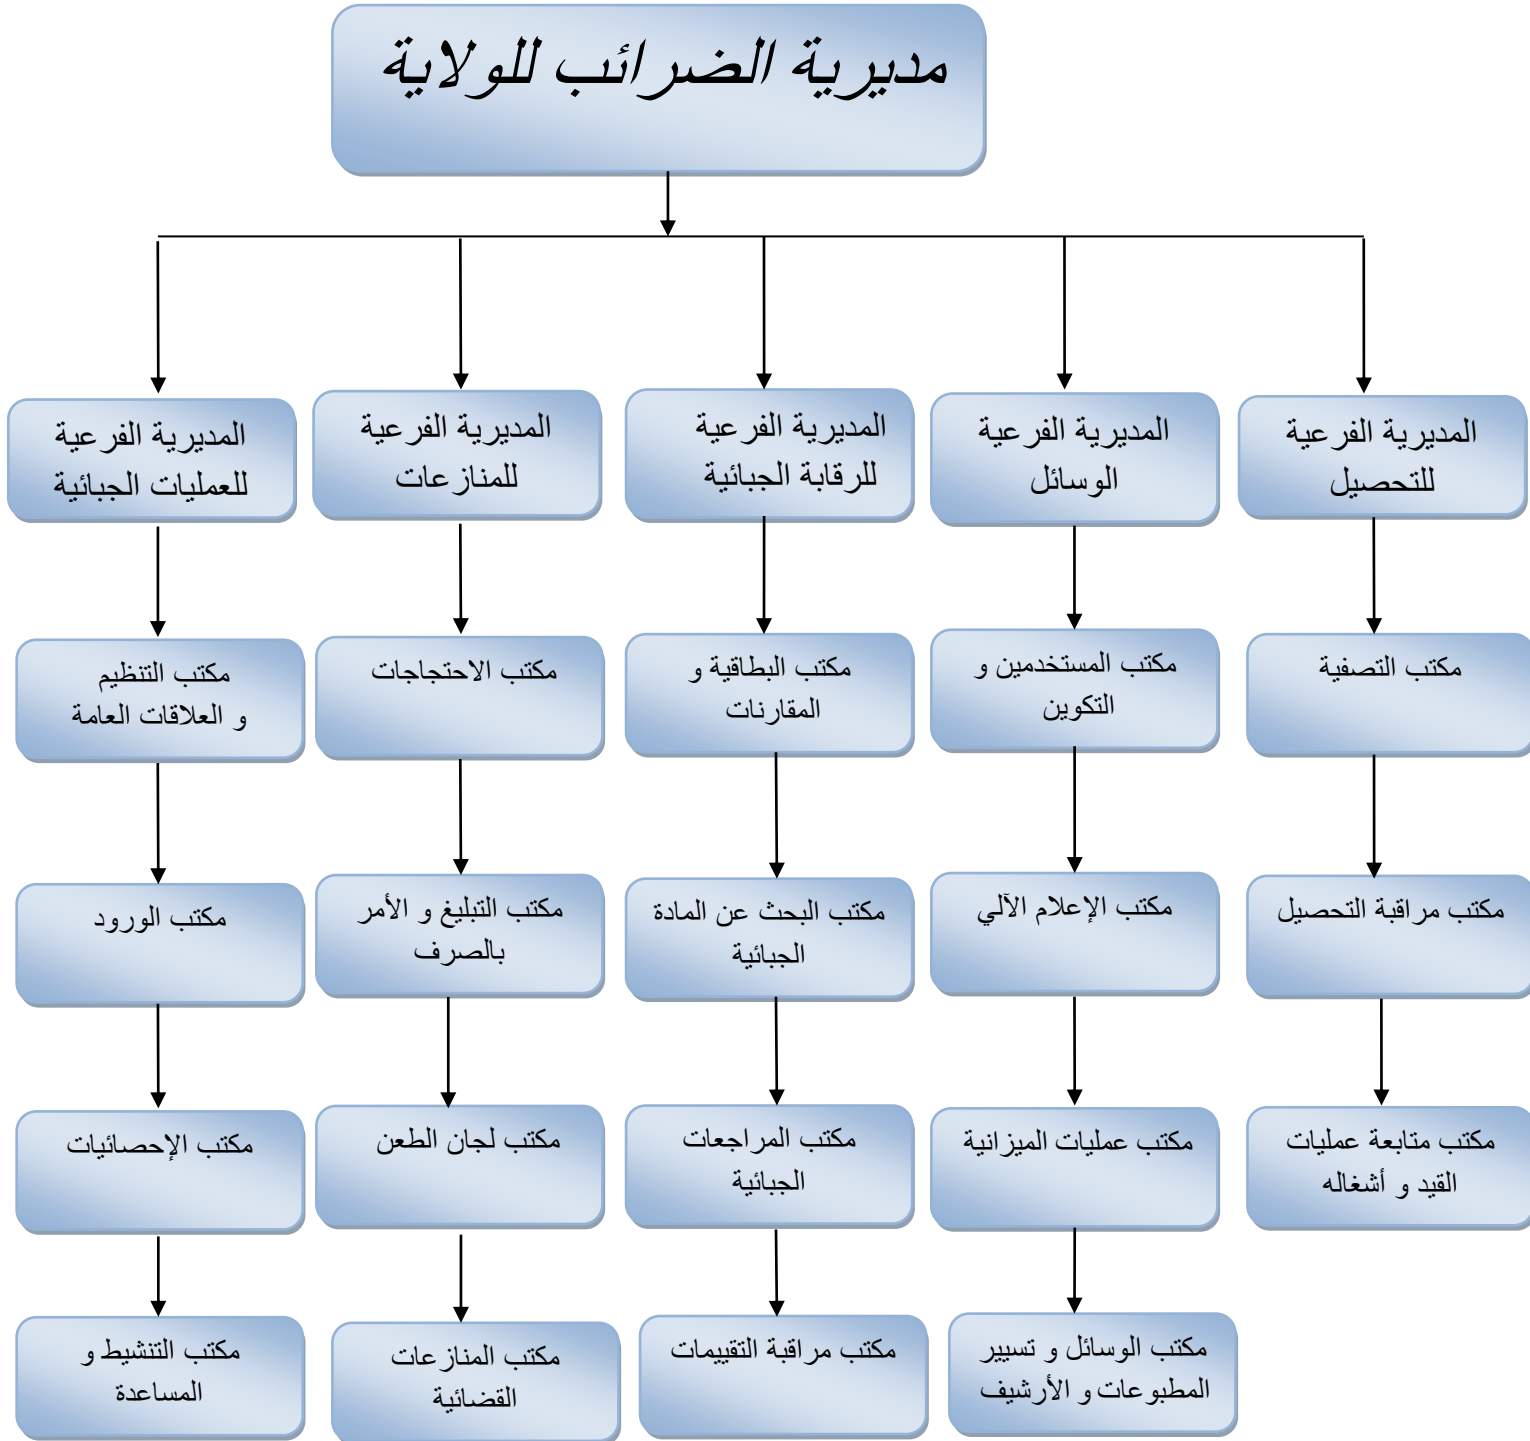 مديرية الضرائب للولاية
المديرية الفرعية
للتحصيل
المديرية الفرعية
الوسائل
المديرية الفرعية
للرقابة الجبائية
المديرية الفرعية
للمنازعات
المديرية الفرعية
للعمليات الجبائية
مكتب التصفية
مكتب المستخدمين و
التكوين
مكتب البطاقية و
المقارنات
مكتب الاحتجاجات
مكتب التنظيم
و العلاقات العامة
مكتب مراقبة التحصيل
مكتب الإعلام الآلي
مكتب البحث عن المادة
الجبائية
مكتب التبليغ و الأمر
بالصرف
مكتب الورود
مكتب متابعة عمليات
القيد و أشغاله
مكتب عمليات الميزانية
مكتب المراجعات
الجبائية
مكتب لجان الطعن
مكتب الإحصائيات
مكتب الوسائل و تسيير
المطبوعات و الأرشيف
مكتب مراقبة التقييمات
مكتب المنازعات
القضائية
مكتب التنشيط و
المساعدة